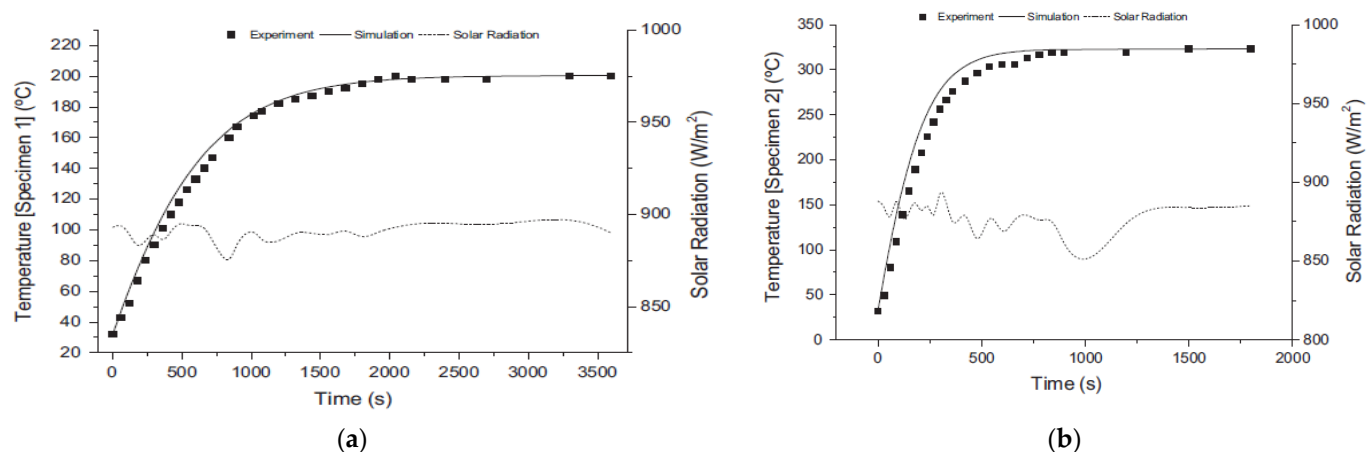 Experiment Simulation Solar Radiation
220
200
180
160
140
120
100
80
60
40
20
Temperature [Specimen 1] (ºC)
1000
950
900
850
Solar Radiation (W/m²)
0 500 1000 1500 2000 2500 3000 3500
Time (s)
(a)
Experiment Simulation Solar Radiation
350
300
250
200
150
100
50
0
Temperature [Specimen 2] (ºC)
1000
950
900
850
800
Solar Radiation (W/m²)
0 500 1000 1500 2000
Time (s)
(b)